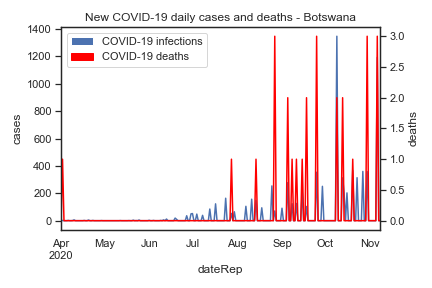 New COVID-19 daily cases and deaths - Botswana
COVID-19 infections
COVID-19 deaths
1400
1200
1000
800
600
400
200
0
cases
3.0
2.5
2.0
1.5
1.0
0.5
0.0
deaths
Apr May Jun Jul Aug Sep Oct Nov
2020
dateRep